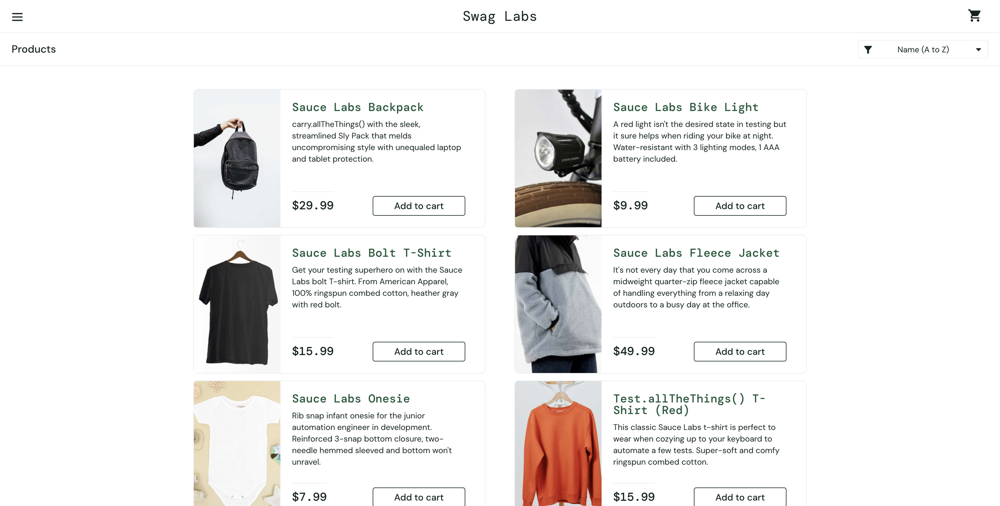 Swag Labs
Products
Name (A to Z)
Sauce Labs Backpack
carry.allTheThings() with the sleek,
streamlined Sly Pack that melds
uncompromising style with unequaled laptop
and tablet protection.
$29.99
Add to cart
Sauce Labs Bike Light
A red light isn't the desired state in testing but
it sure helps when riding your bike at night.
Water-resistant with 3 lighting modes, 1 AAA
battery included.
STAR UNION
$9.99
Add to cart
Sauce Labs Bolt T-Shirt
Get your testing superhero on with the Sauce
Labs bolt T-shirt. From American Apparel,
100% ringspun combed cotton, heather gray
with red bolt.
$15.99
Add to cart
Sauce Labs Fleece Jacket
It's not every day that you come across a
midweight quarter-zip fleece jacket capable
of handling everything from a relaxing day
outdoors to a busy day at the office.
$49.99
Add to cart
Sauce Labs Onesie
Rib snap infant onesie for the junior
automation engineer in development.
Reinforced 3-snap bottom closure, two-
needle hemmed sleeved and bottom won't
unravel.
$7.99
Add to cart
Test.allTheThings() T-
Shirt (Red)
This classic Sauce Labs t-shirt is perfect to
wear when cozying up to your keyboard to
automate a few tests. Super-soft and comfy
ringspun combed cotton.
$15.99
Add to cart